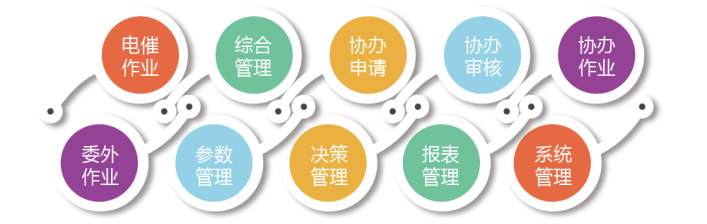 电催
作业
综合
管理
协办
申请
协办
审核
协办
作业
委外
作业
参数
管理
决策
管理
报表
管理
系统
管理